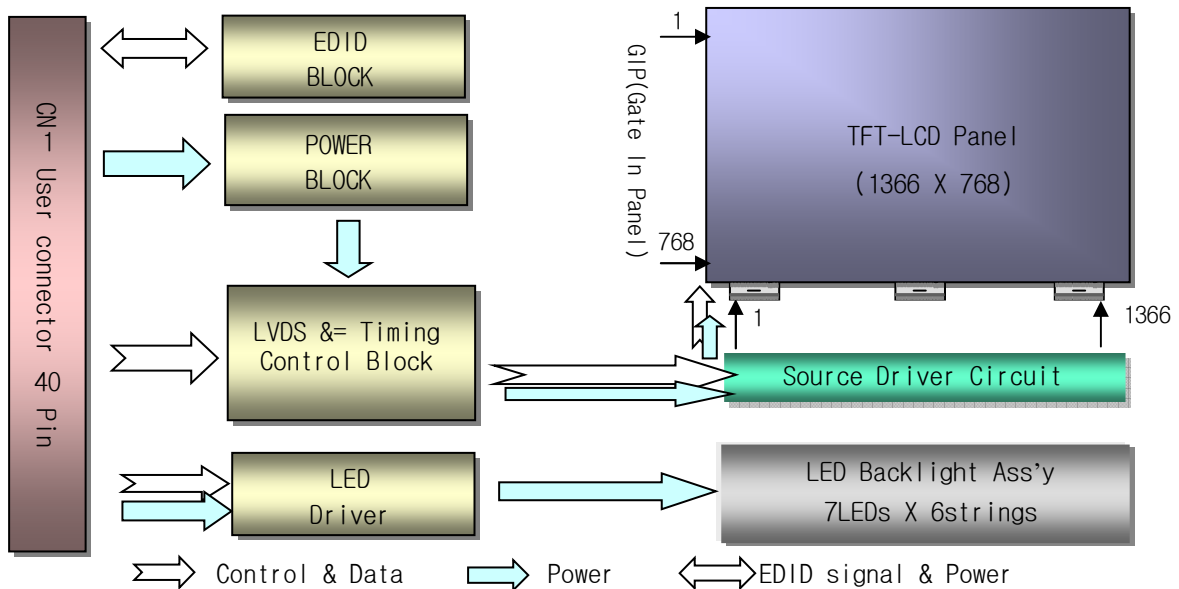 CN-1 User connector 40 Pin
EDID
BLOCK
POWER
BLOCK
LVDS &= Timing
Control Block
LED
Driver
1
GIP(Gate In Panel)
768
TFT-LCD Panel
(1366 X 768)
1
1366
Source Driver Circuit
LED Backlight Ass’y
7LEDs X 6strings
Control & Data
Power
EDID signal & Power